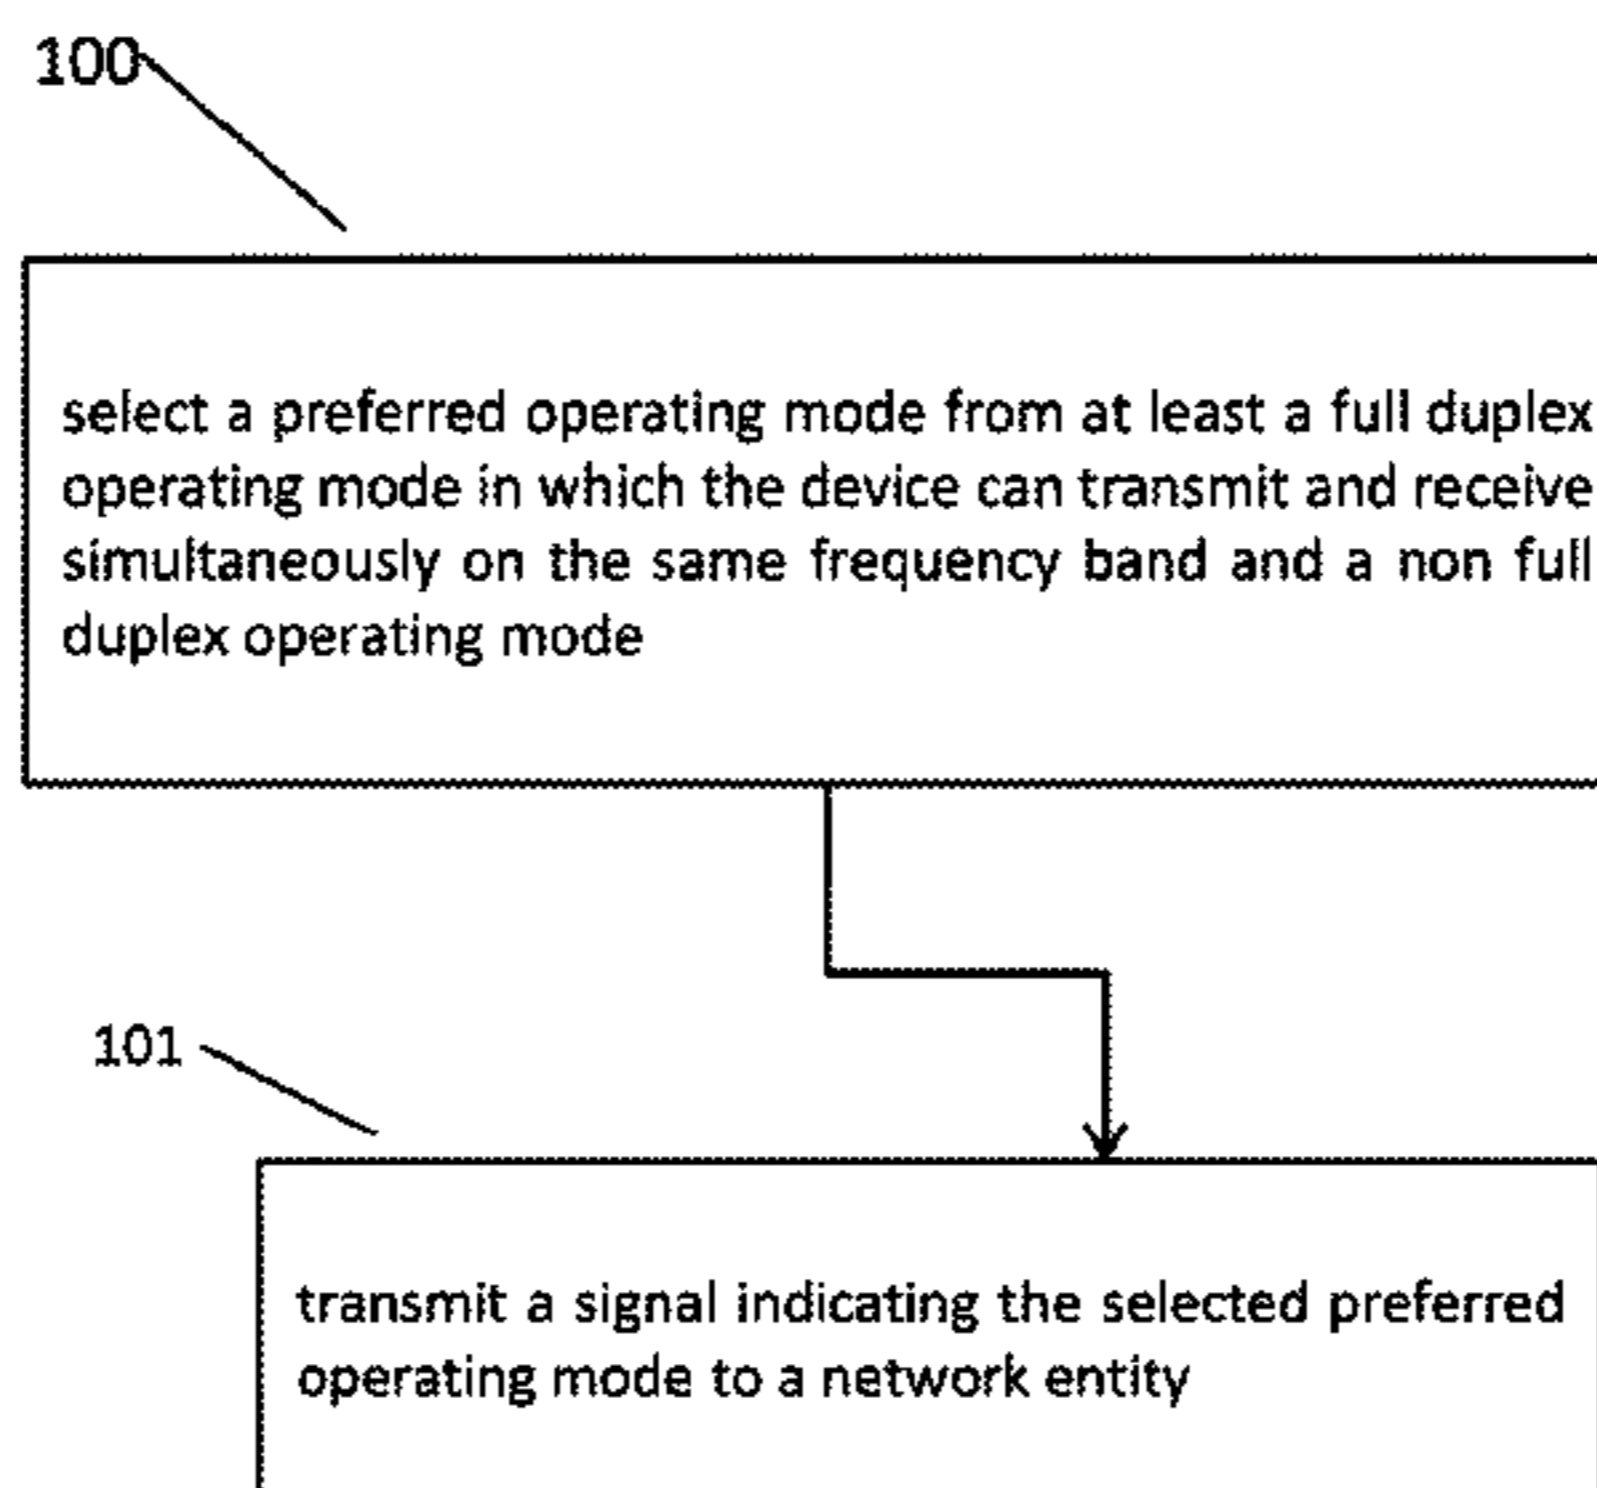 100
select a preferred operating mode from at least a full duplex
operating mode in which the device can transmit and receive
simultaneously on the same frequency band and a non full
duplex operating mode
101
transmit a signal indicating the selected preferred
operating mode to a network entity